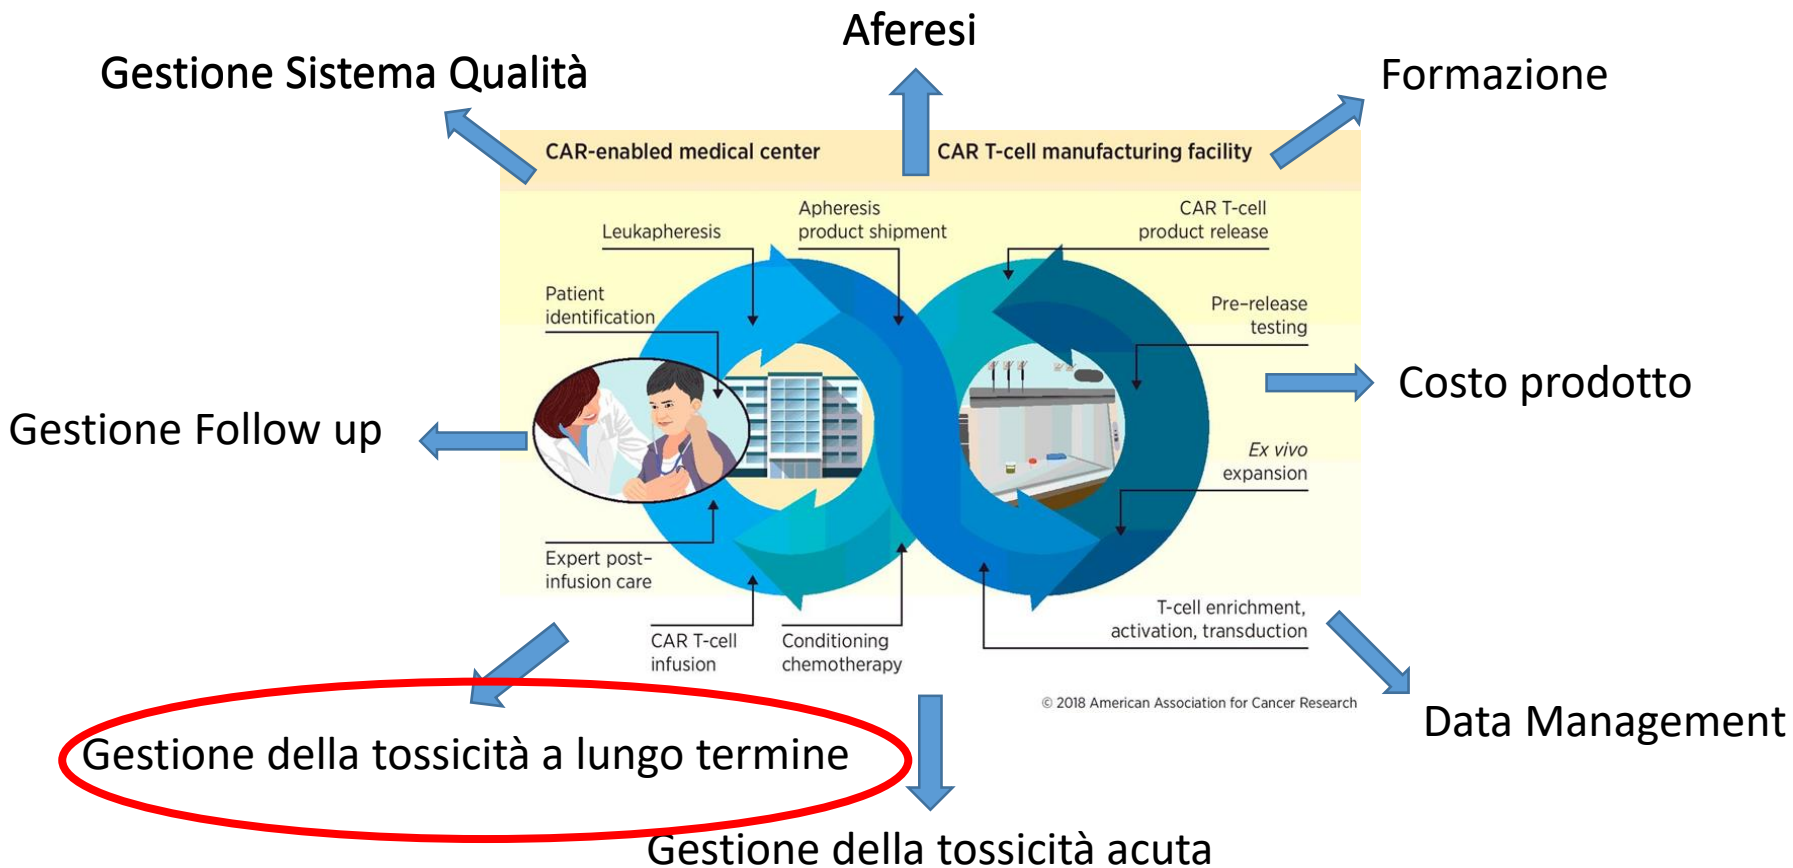 Aferesi
Gestione Sistema Qualità
Formazione
CAR-enabled medical center
CAR T-cell manufacturing facility
Leukapheresis
Apheresis
product shipment
CAR T-cell
product release
Patient
identification
Pre-release
testing
Costo prodotto
Gestione Follow up
Ex vivo
expansion
Expert post-
infusion care
CAR T-cell
infusion
Conditioning
chemotherapy
T-cell enrichment,
activation, transduction
© 2018 American Association for Cancer Research
Data Management
Gestione della tossicità a lungo termine
Gestione della tossicità acuta